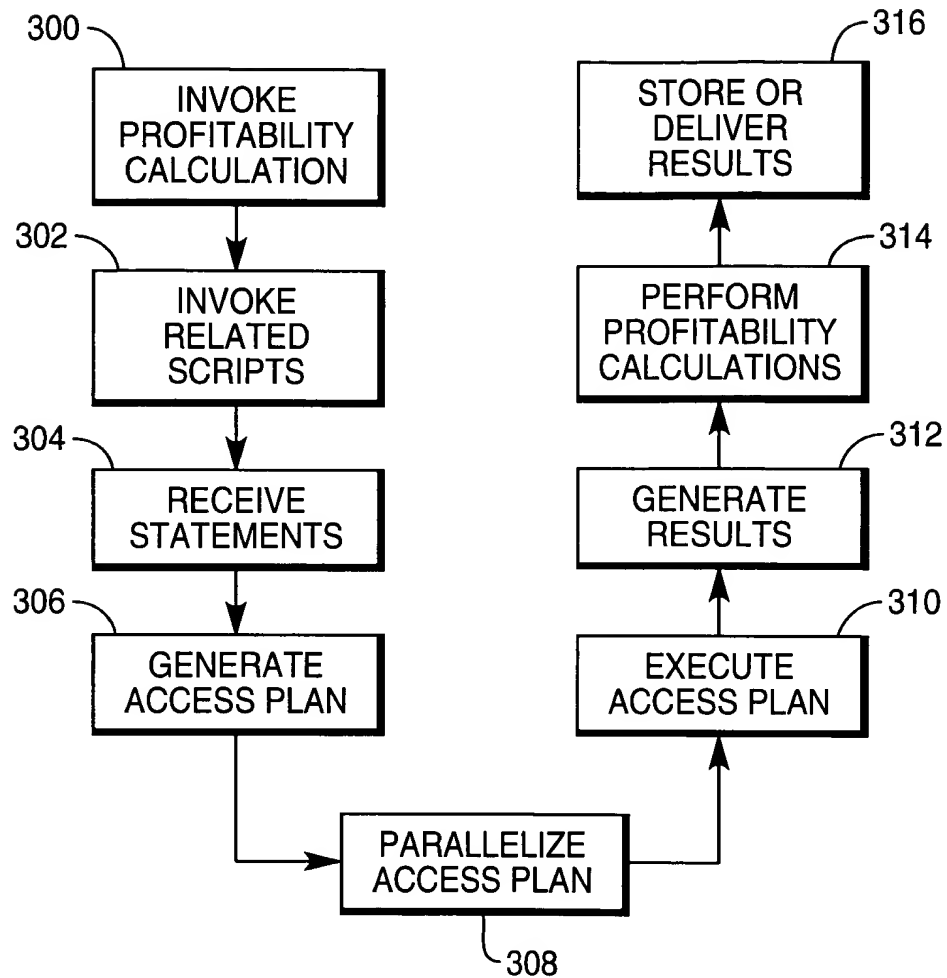 300
INVOKE
PROFITABILITY
CALCULATION
302
INVOKE
RELATED
SCRIPTS
304
RECEIVE
STATEMENTS
306
GENERATE
ACCESS PLAN
PARALLELIZE
ACCESS PLAN
308
310
EXECUTE
ACCESS PLAN
312
GENERATE
RESULTS
314
PERFORM
PROFITABILITY
CALCULATIONS
316
STORE OR
DELIVER
RESULTS